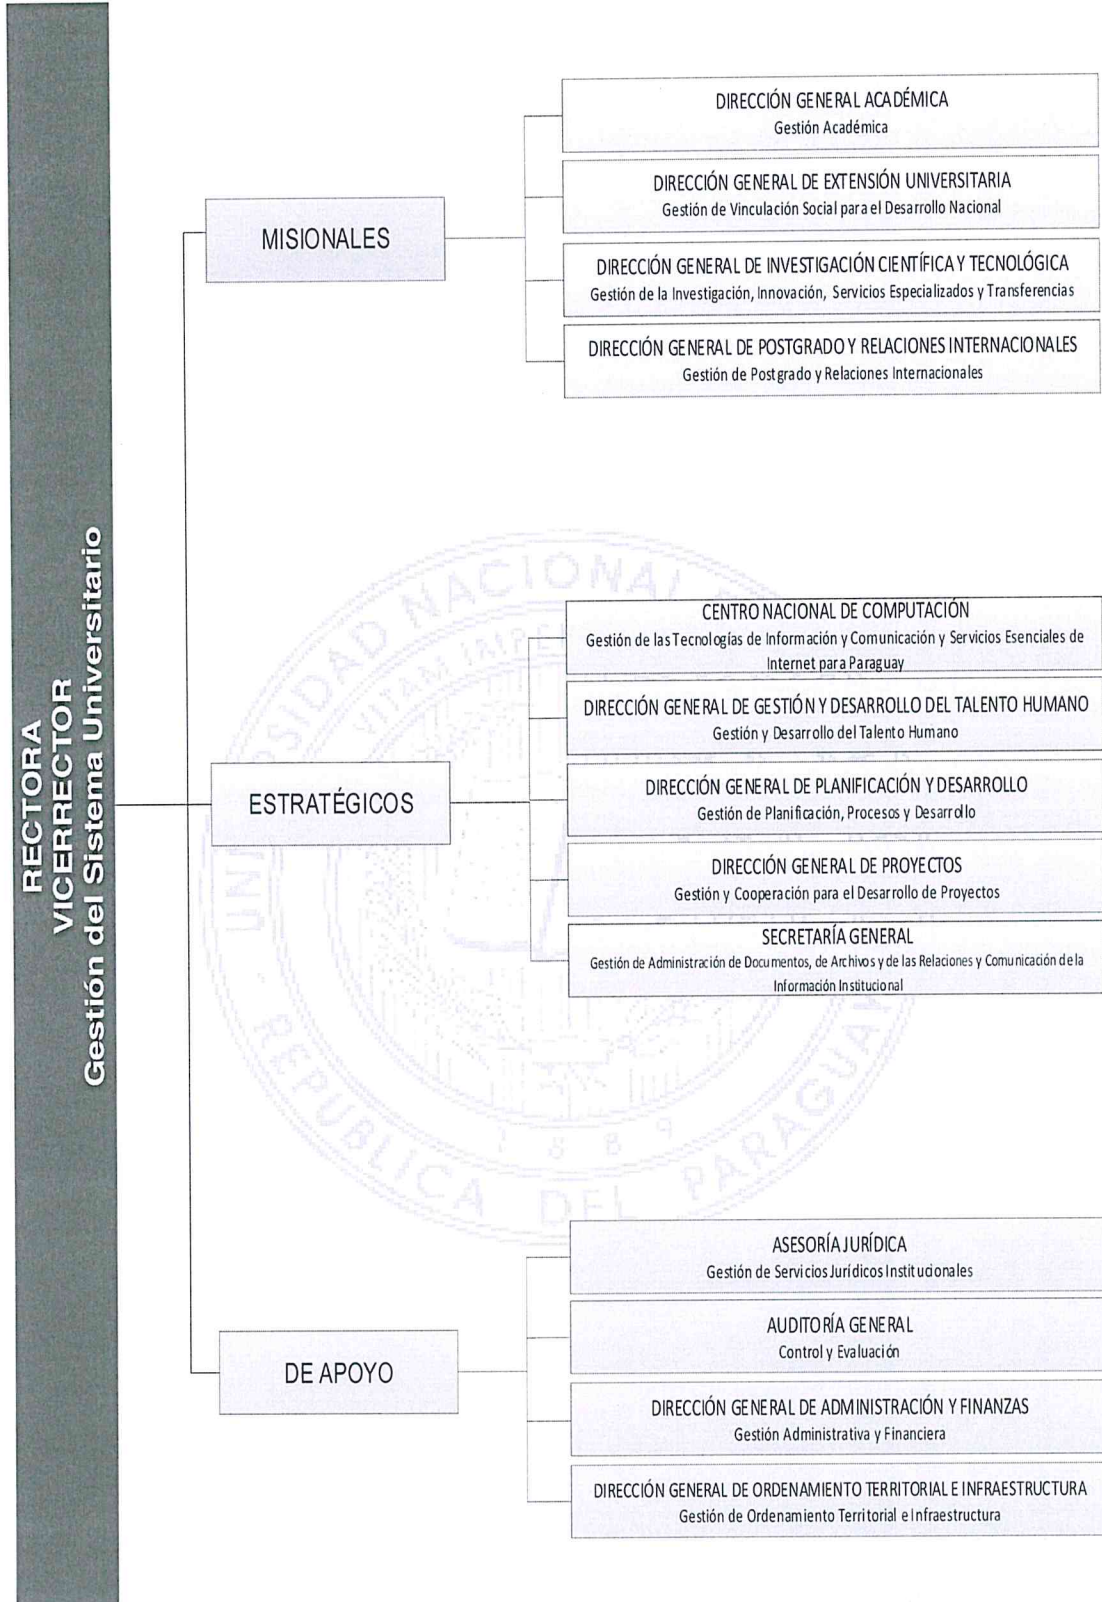 RECTORA
VICERRECTOR
Gestión del Sistema Universitario
MISIONALES
DIRECCIÓN GENERAL ACADÉMICA
Gestión Académica
DIRECCIÓN GENERAL DE EXTENSIÓN UNIVERSITARIA
Gestión de Vinculación Social para el Desarrollo Nacional
DIRECCIÓN GENERAL DE INVESTIGACIÓN CIENTÍFICA Y TECNOLÓGICA
Gestión de la Investigación, Innovación, Servicios Especializados y Transferencias
DIRECCIÓN GENERAL DE POSTGRADO Y RELACIONES INTERNACIONALES
Gestión de Postgrado y Relaciones Internacionales
ESTRATÉGICOS
CENTRO NACIONAL DE COMPUTACIÓN
Gestión de las Tecnologías de Información y Comunicación y Servicios Esenciales de
Internet para Paraguay
DIRECCIÓN GENERAL DE GESTIÓN Y DESARROLLO DEL TALENTO HUMANO
Gestión y Desarrollo del Talento Humano
DIRECCIÓN GENERAL DE PLANIFICACIÓN Y DESARROLLO
Gestión de Planificación, Procesos y Desarrollo
DIRECCIÓN GENERAL DE PROYECTOS
Gestión y Cooperación para el Desarrollo de Proyectos
SECRETARÍA GENERAL
Gestión de Administración de Documentos, de Archivos y de las Relaciones y Comunicación de la
Información Institucional
DE APOYO
ASESORÍA JURÍDICA
Gestión de Servicios Jurídicos Institucionales
AUDITORÍA GENERAL
Control y Evaluación
DIRECCIÓN GENERAL DE ADMINISTRACIÓN Y FINANZAS
Gestión Administrativa y Financiera
DIRECCIÓN GENERAL DE ORDENAMIENTO TERRITORIAL E INFRAESTRUCTURA
Gestión de Ordenamiento Territorial e Infraestructura
NACIONAL
REPUBLICA DEL PARAGUAY
1889